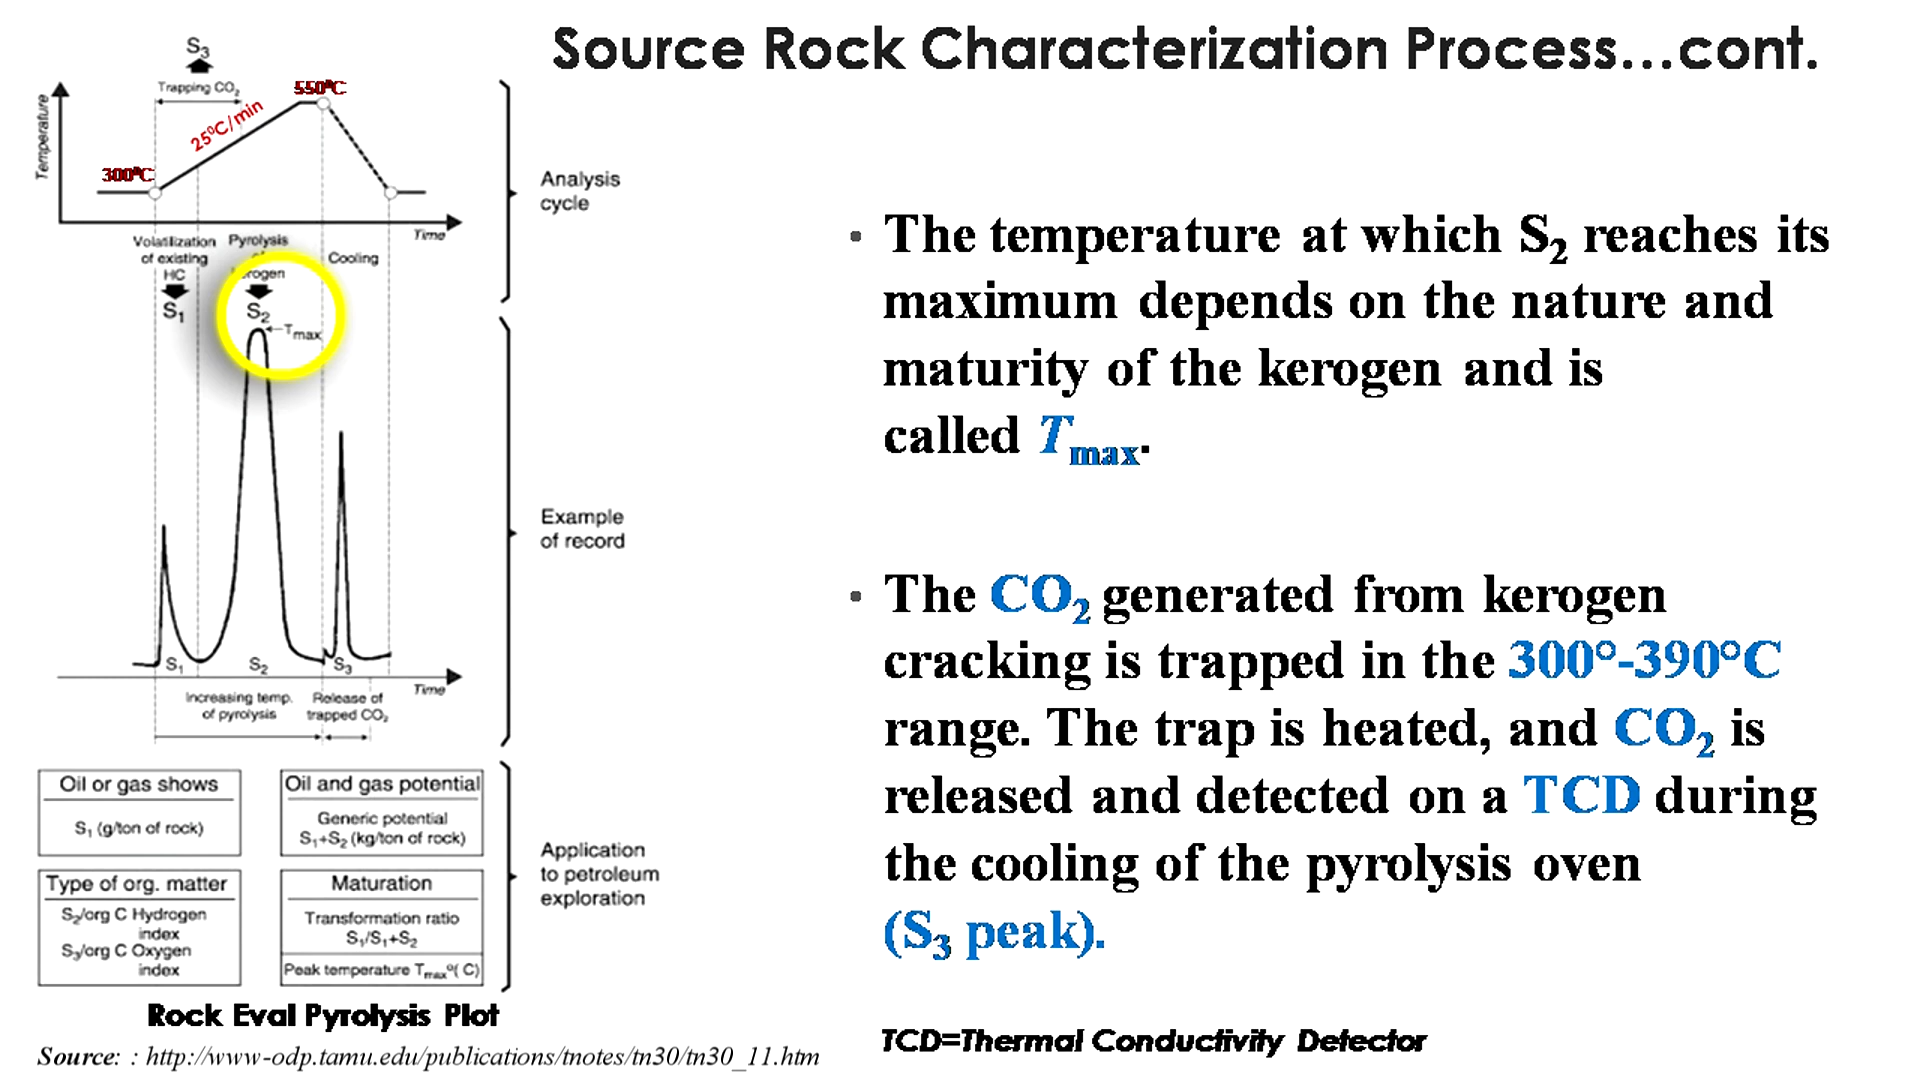 Source Rock Characterization Process...cont.
S3
Trapping CO2
550°C
25⁰C/min
300°C
Temperature
Time
Analysis
cycle
Volatilization
of existing
HC
S1
Pyrolysis
rogen
S2
Tmax
Cooling
Example
of record
S1
S2
S3
Time
Increasing temp.
of pyrolysis
Release of
trapped CO2
Oil or gas shows
S1 (g/ton of rock)
Oil and gas potential
Generic potential
S1+S2 (kg/ton of rock)
Type of org. matter
S2/org C Hydrogen
index
S3/org C Oxygen
index
Maturation
Transformation ratio
S1/S1+S2
Peak temperature Tmax°( C)
Application
to petroleum
exploration
Rock Eval Pyrolysis Plot
Source: : http://www-odp.tamu.edu/publications/tnotes/tn30/tn30_11.htm
• The temperature at which S2 reaches its
maximum depends on the nature and
maturity of the kerogen and is
called Tmax.
• The CO2 generated from kerogen
cracking is trapped in the 300°-390°C
range. The trap is heated, and CO2 is
released and detected on a TCD during
the cooling of the pyrolysis oven
(S3 peak).
TCD=Thermal Conductivity Detector